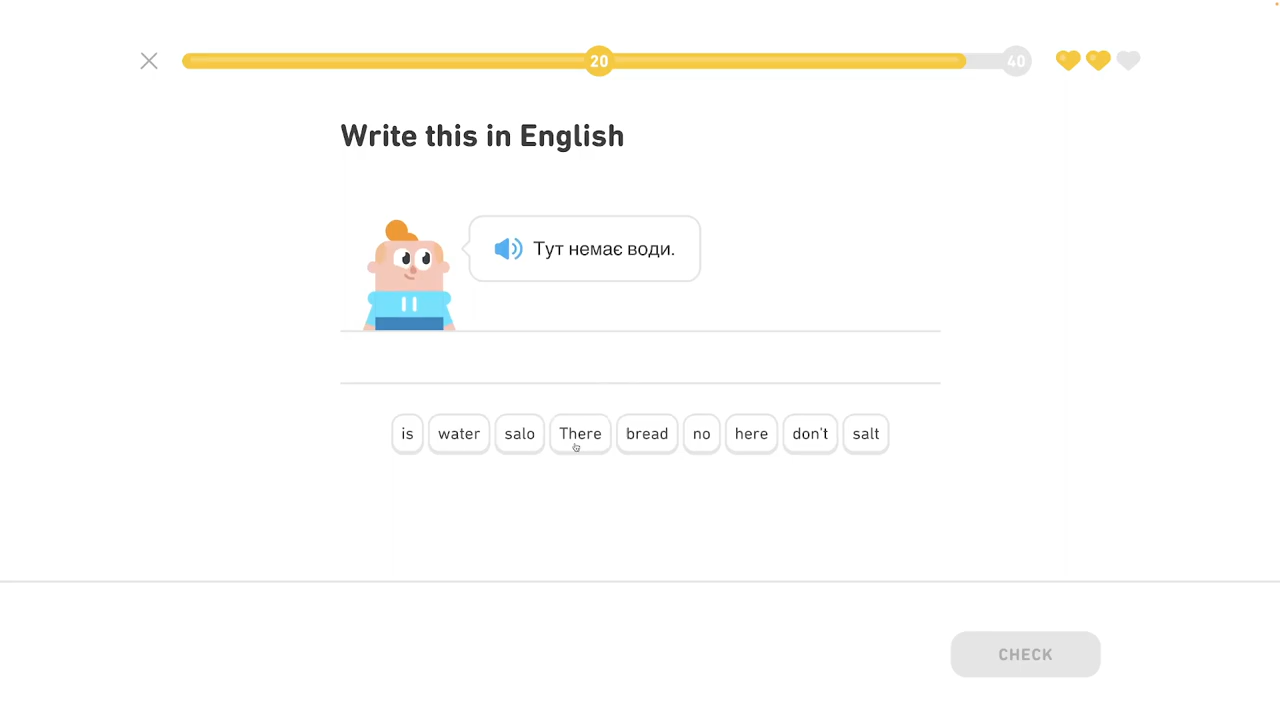 20
40
Write this in English
Тут немає води.
is water salo There bread no here don't salt
CHECK